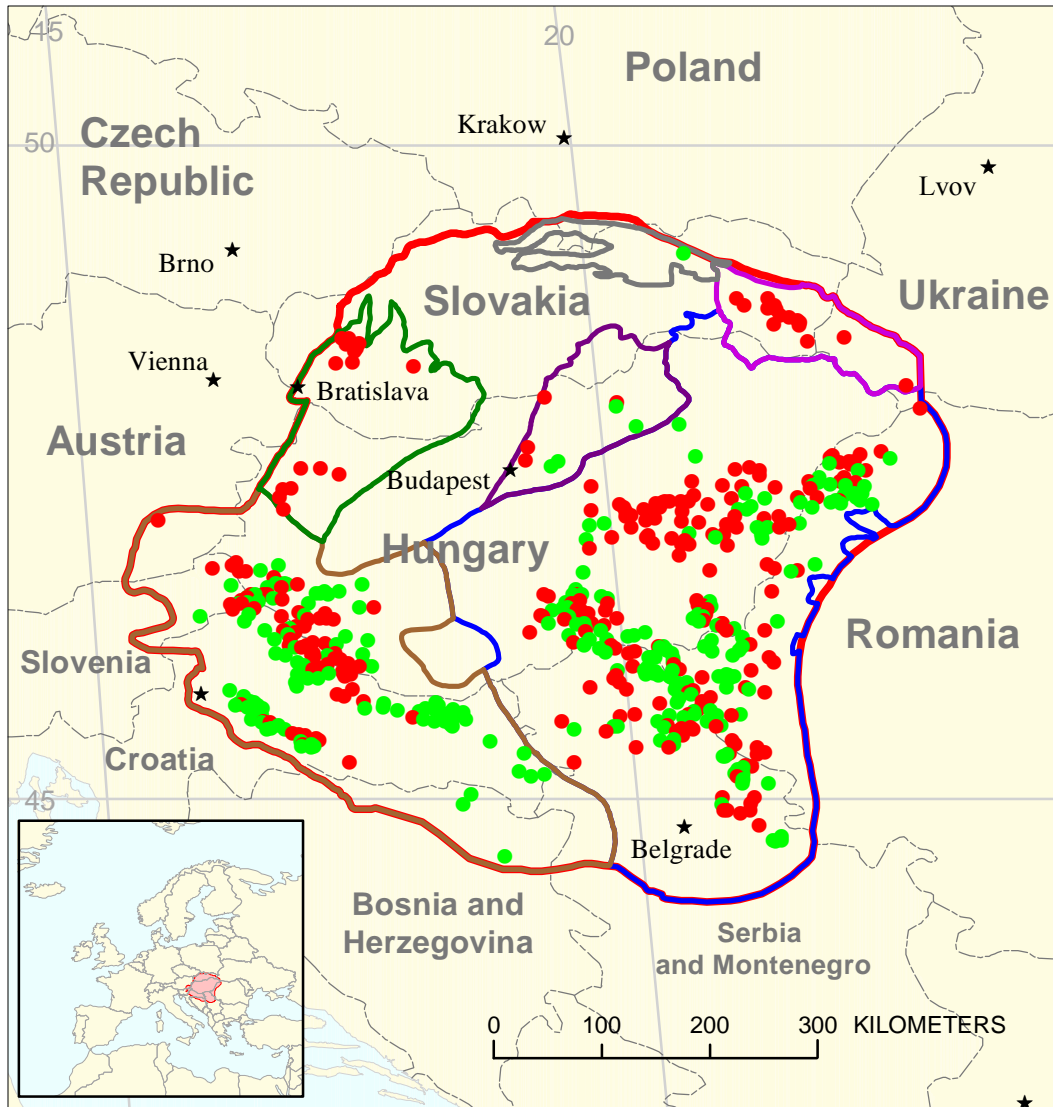 15
20
Poland
Krakow
Czech
Republic
50
Lvov
Brno
Slovakia
Ukraine
Vienna
Bratislava
Austria
Budapest
Hungary
Romania
Slovenia
Croatia
45
Belgrade
Bosnia and
Herzegovina
Serbia
and Montenegro
0 100 200 300 KILOMETERS